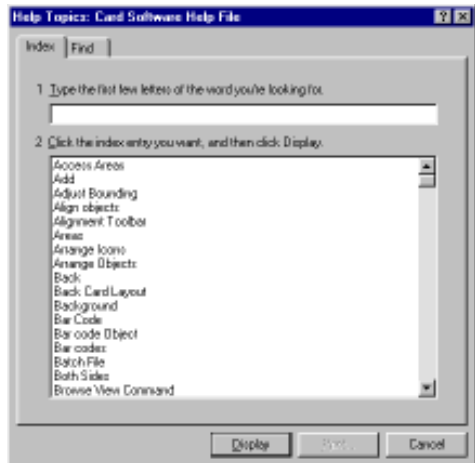 Help Topics: Card Software Help File
Index Find
1 Type the first few letters of the word you're looking for.
2 Click the index entry you want, and then click Display.
Access Areas
Add
Adjust Bounding
Align objects
Alignment Toolbar
Areas
Arrange Icons
Arrange Objects
Back
Back Card Layout
Background
Bar Code
Bar code Object
Bar codes
Batch File
Both Sides
Browse View Command
Display Print... Cancel